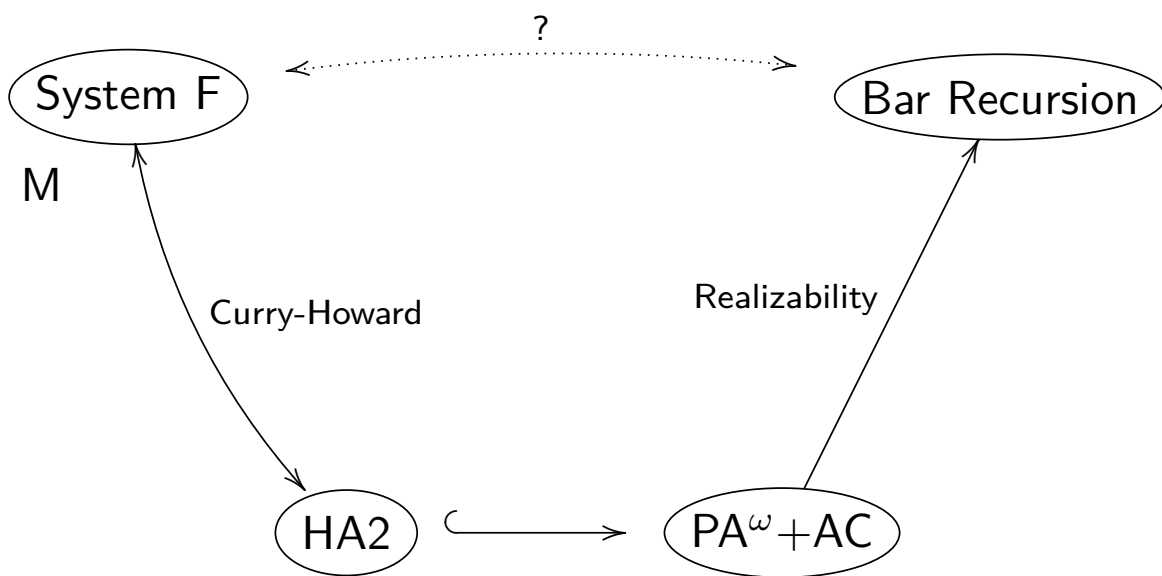 ?
System F
Bar Recursion
M
Realizability
Curry-Howard
HA2
PA^ω+AC